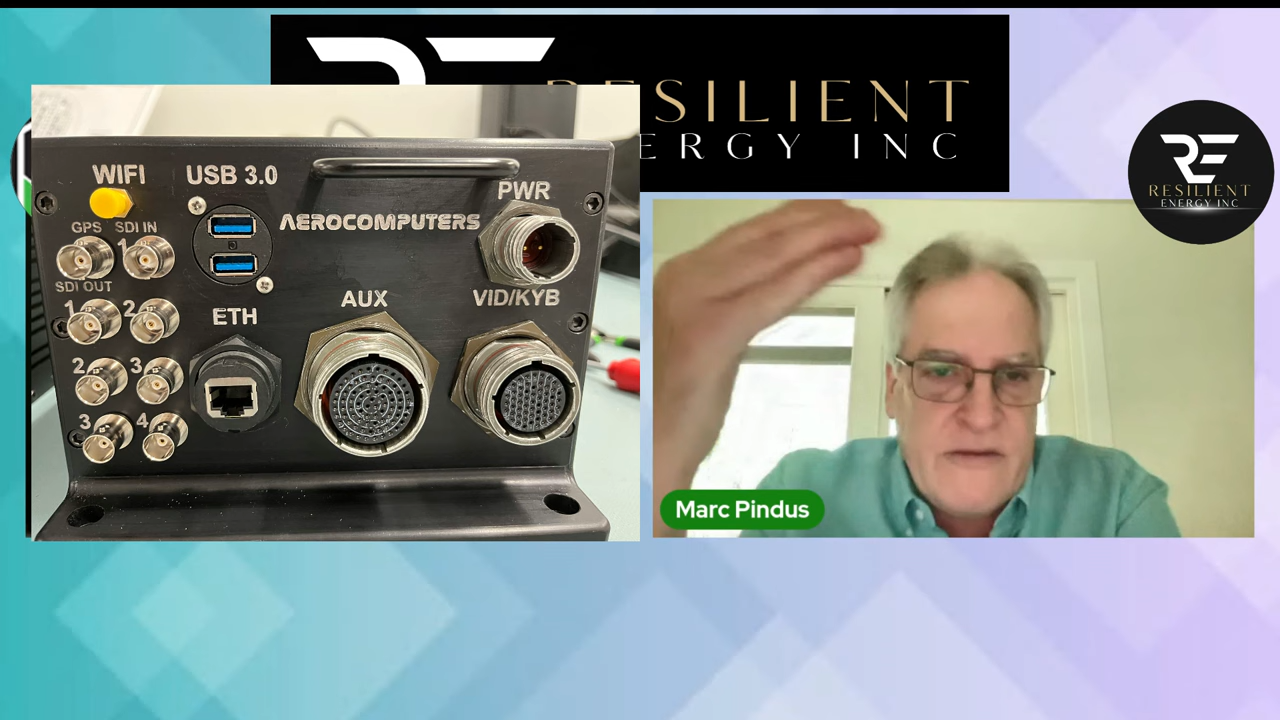 RESILIENT
ERGY INC
RE
RESILIENT
ENERGY INC
WIFI
USB 3.0
PWR
AEROCOMPUTERS
GPS
SDI IN
1
SDI OUT
1
2
ETH
AUX
VID/KYB
2
3
3
4
Marc Pindus